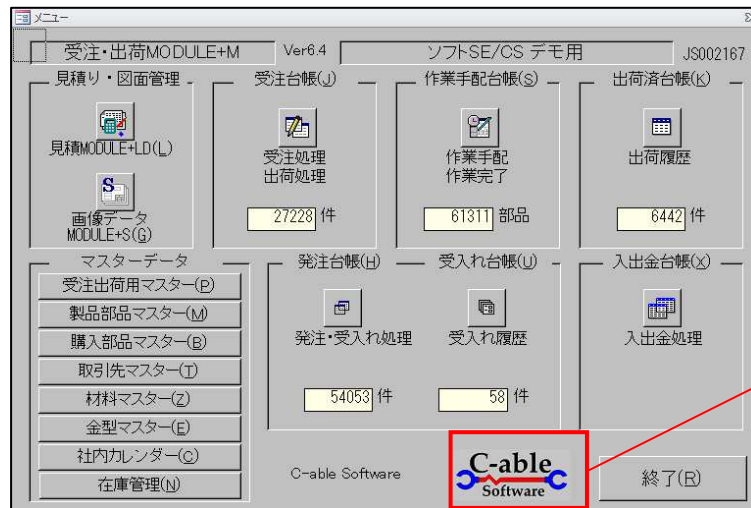 メニュー
受注・出荷MODULE+M
Ver6.4
ソフトSE/CS デモ用
JS002167
見積り・図面管理
見積MODULE+LD(L)
S
画像データ
MODULE+S(G)
受注台帳(J)
受注処理
出荷処理
27228 件
作業手配台帳(S)
作業手配
作業完了
61311 部品
出荷済台帳(K)
出荷履歴
6442 件
マスターデータ
受注出荷用マスター(P)
製品部品マスター(M)
購入部品マスター(B)
取引先マスター(T)
材料マスター(Z)
金型マスター(E)
社内カレンダー(C)
在庫管理(N)
発注台帳(H)
発注・受入れ処理
54053 件
受入れ台帳(U)
受入れ履歴
58 件
入出金台帳(X)
入出金処理
C-able Software
C-able
Software
終了(R)